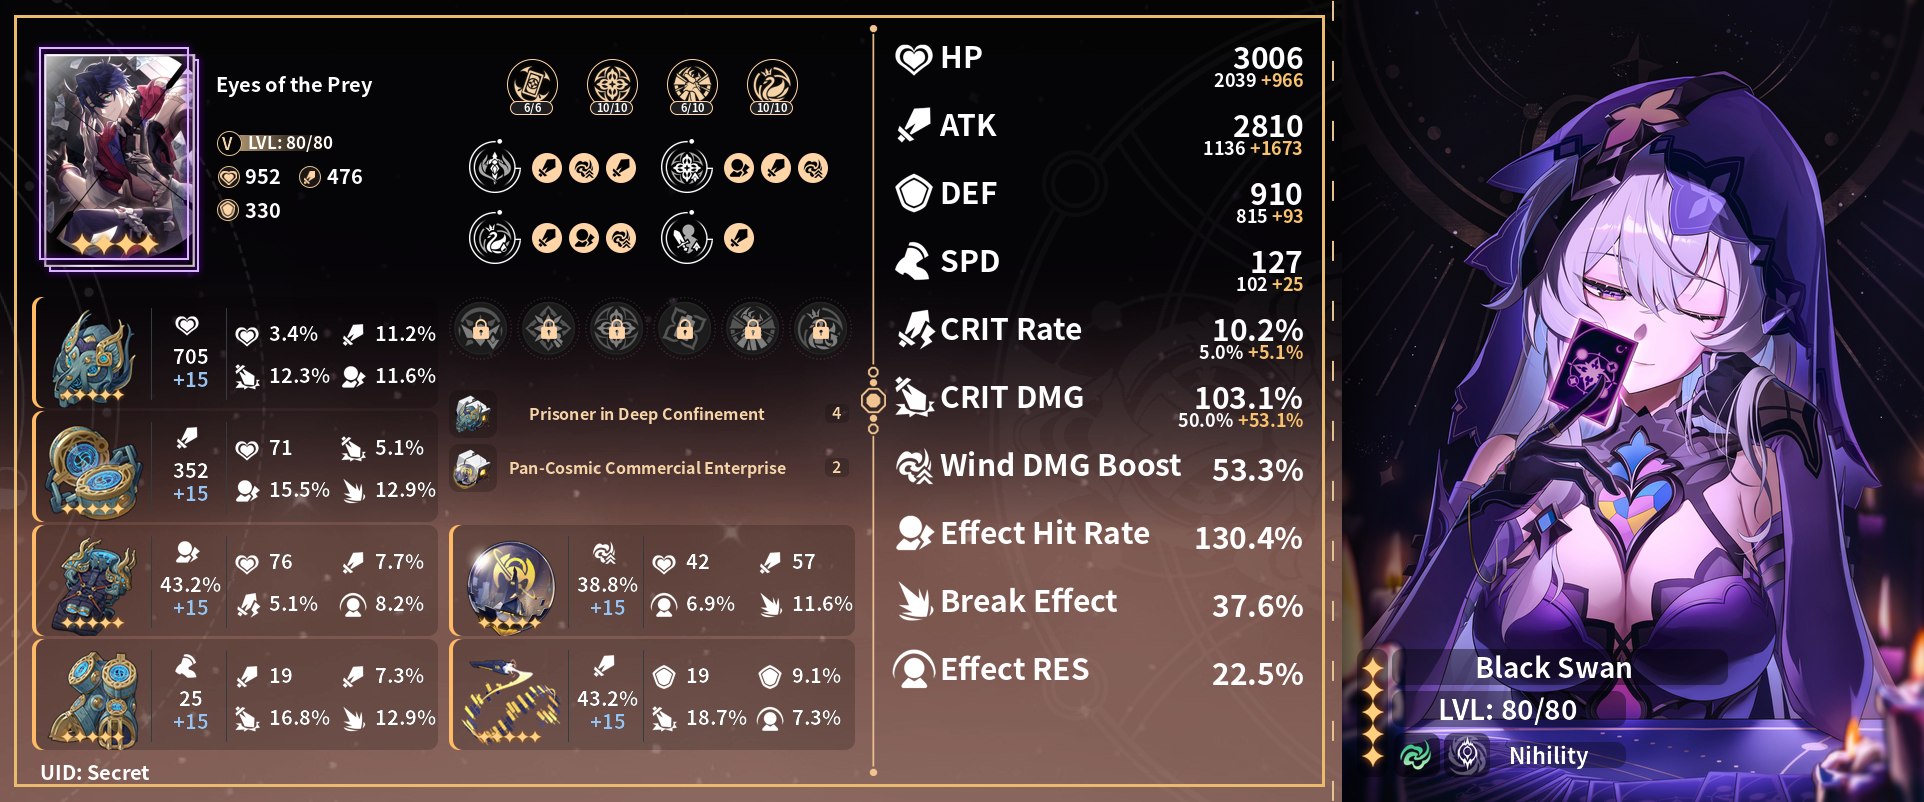 Eyes of the Prey
V LVL: 80/80
952 476
330
6/6 10/10 6/10 10/10
705
+15
3.4% 11.2%
12.3% 11.6%
352
+15
71 5.1%
15.5% 12.9%
43.2%
+15
76 7.7%
5.1% 8.2%
25
+15
19 7.3%
16.8% 12.9%
Prisoner in Deep Confinement 4
Pan-Cosmic Commercial Enterprise 2
38.8%
+15
42 57
6.9% 11.6%
43.2%
+15
19 9.1%
18.7% 7.3%
UID: Secret
HP 3006
2039 +966
ATK 2810
1136 +1673
DEF 910
815 +93
SPD 127
102 +25
CRIT Rate 10.2%
5.0% +5.1%
CRIT DMG 103.1%
50.0% +53.1%
Wind DMG Boost 53.3%
Effect Hit Rate 130.4%
Break Effect 37.6%
Effect RES 22.5%
Black Swan
LVL: 80/80
Nihility